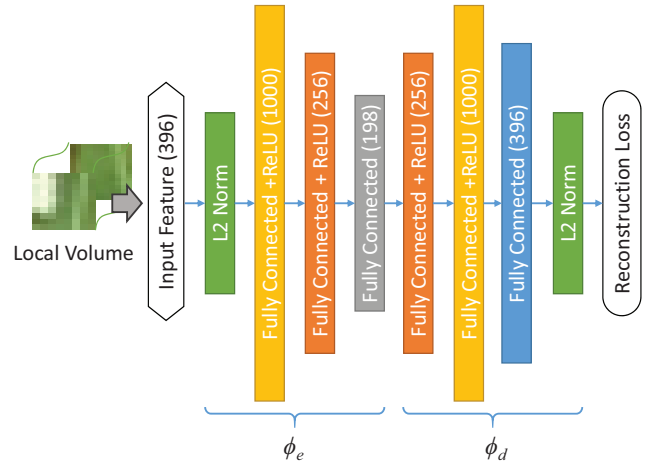 Local Volume
Input Feature (396)
L2 Norm
Fully Connected +ReLU (1000)
Fully Connected + ReLU (256)
Fully Connected (198)
Fully Connected + ReLU (256)
Fully Connected +ReLU (1000)
Fully Connected (396)
L2 Norm
Reconstruction Loss
ϕe
ϕd